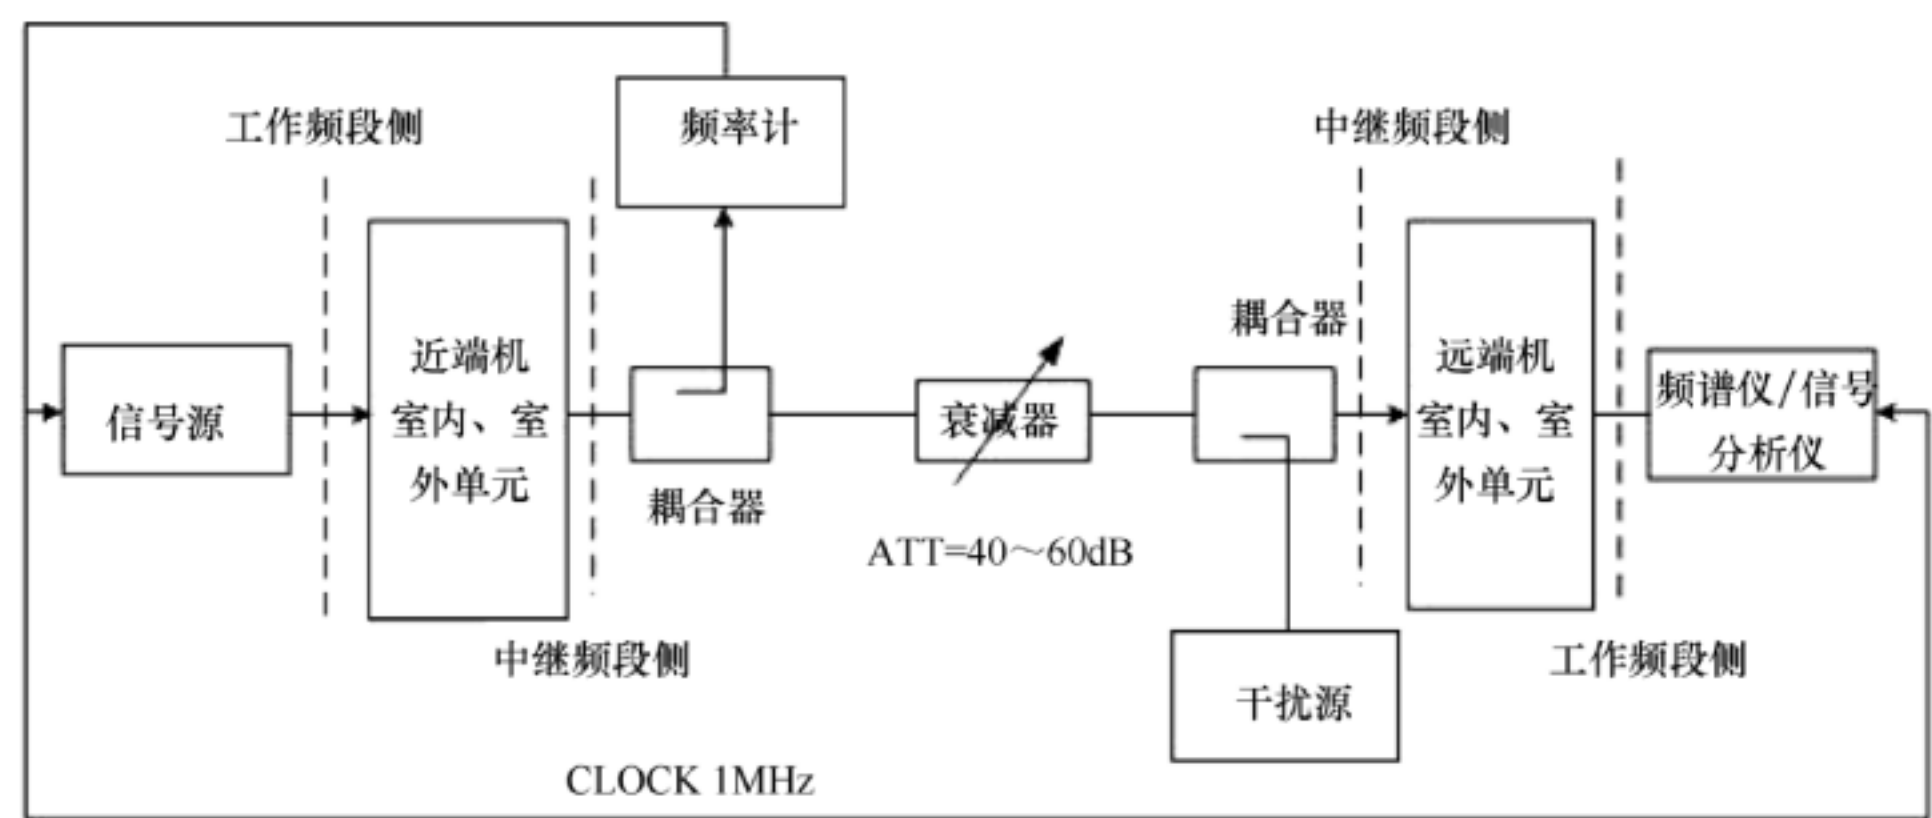 工作频段侧
频率计
中继频段侧
耦合器
信号源
近端机
室内、室
外单元
衰减器
远端机
室内、室
外单元
频谱仪/信号
分析仪
耦合器
ATT=40～60dB
中继频段侧
工作频段侧
干扰源
CLOCK 1MHz